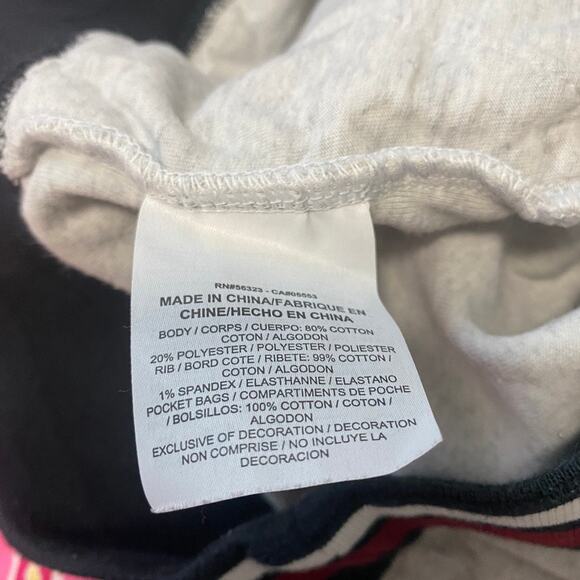 RN#56323 - CA#05553
MADE IN CHINA/FABRIQUE EN
CHINE/HECHO EN CHINA
BODY / CORPS / CUERPO: 80% COTTON
COTON / ALGODON
20% POLYESTER / POLYESTER / POLIESTER
RIB / BORD COTE / RIBETE: 99% COTTON /
COTON / ALGODON
1% SPANDEX / ELASTHANNE / ELASTANO
POCKET BAGS / COMPARTIMENTS DE POCHE
/ BOLSILLOS: 100% COTTON / COTON /
ALGODON
EXCLUSIVE OF DECORATION / DECORATION
NON COMPRISE / NO INCLUYE LA
DECORACION